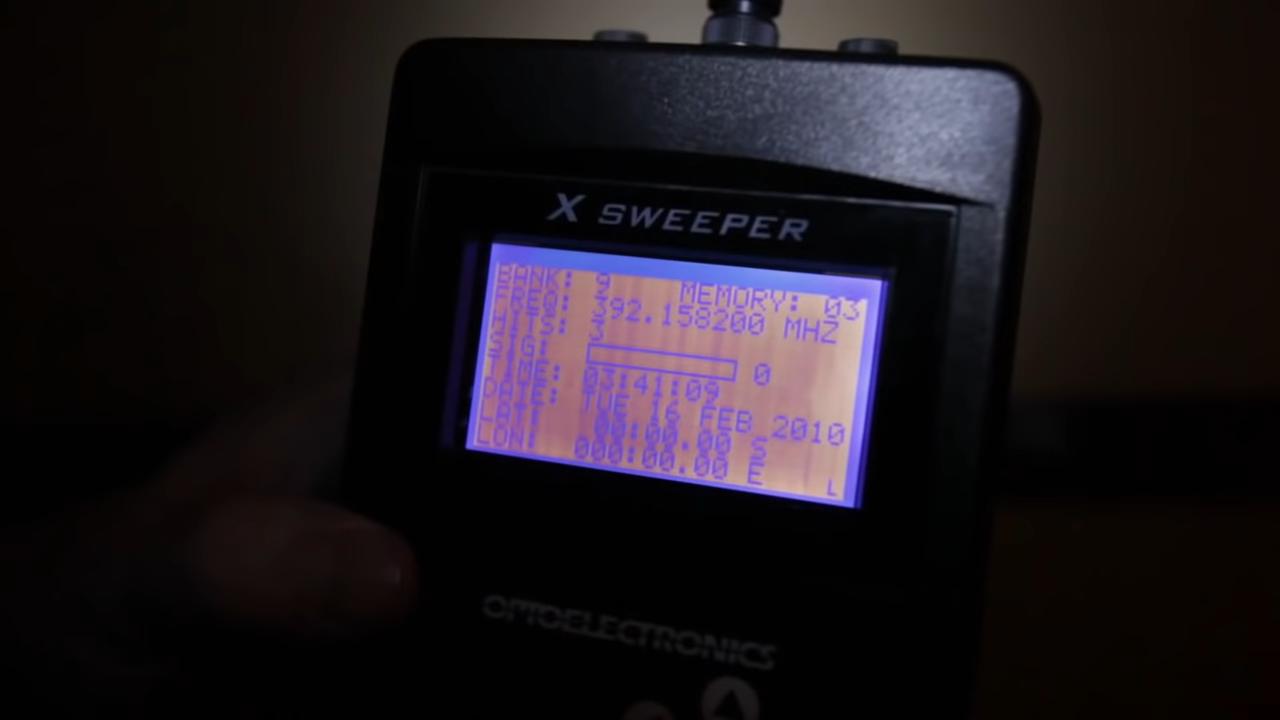 X SWEEPER
BANK: 9 MEMORY: 03
FREQ: 392.158200 MHZ
HITS: 3
SIG: 0
TIME: 03:41:09
DATE: TUE 16 FEB 2010
LAT: 00:00.00 S
LON: 000:00.00 E L
OPTOELECTRONICS